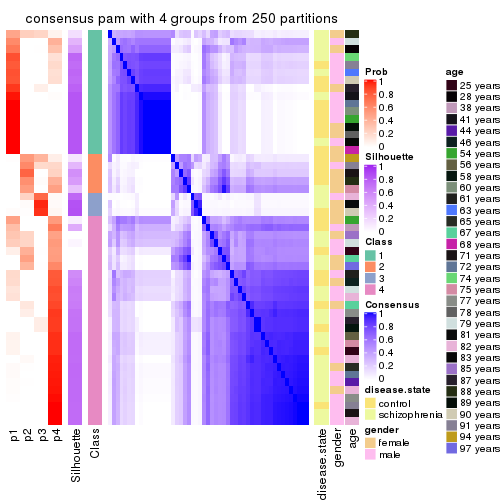 consensus pam with 4 groups from 250 partitions
p1
p2
p3
p4
Silhouette
Class
disease.state
gender
age
Prob
1
0.8
0.6
0.4
0.2
0
Silhouette
1
0.8
0.6
0.4
0.2
0
Class
1
2
3
4
Consensus
1
0.8
0.6
0.4
0.2
0
disease.state
control
schizophrenia
gender
female
male
age
25 years
28 years
38 years
41 years
44 years
46 years
54 years
56 years
58 years
60 years
61 years
63 years
65 years
67 years
68 years
71 years
72 years
74 years
75 years
77 years
78 years
79 years
81 years
82 years
83 years
85 years
87 years
88 years
89 years
90 years
91 years
94 years
97 years